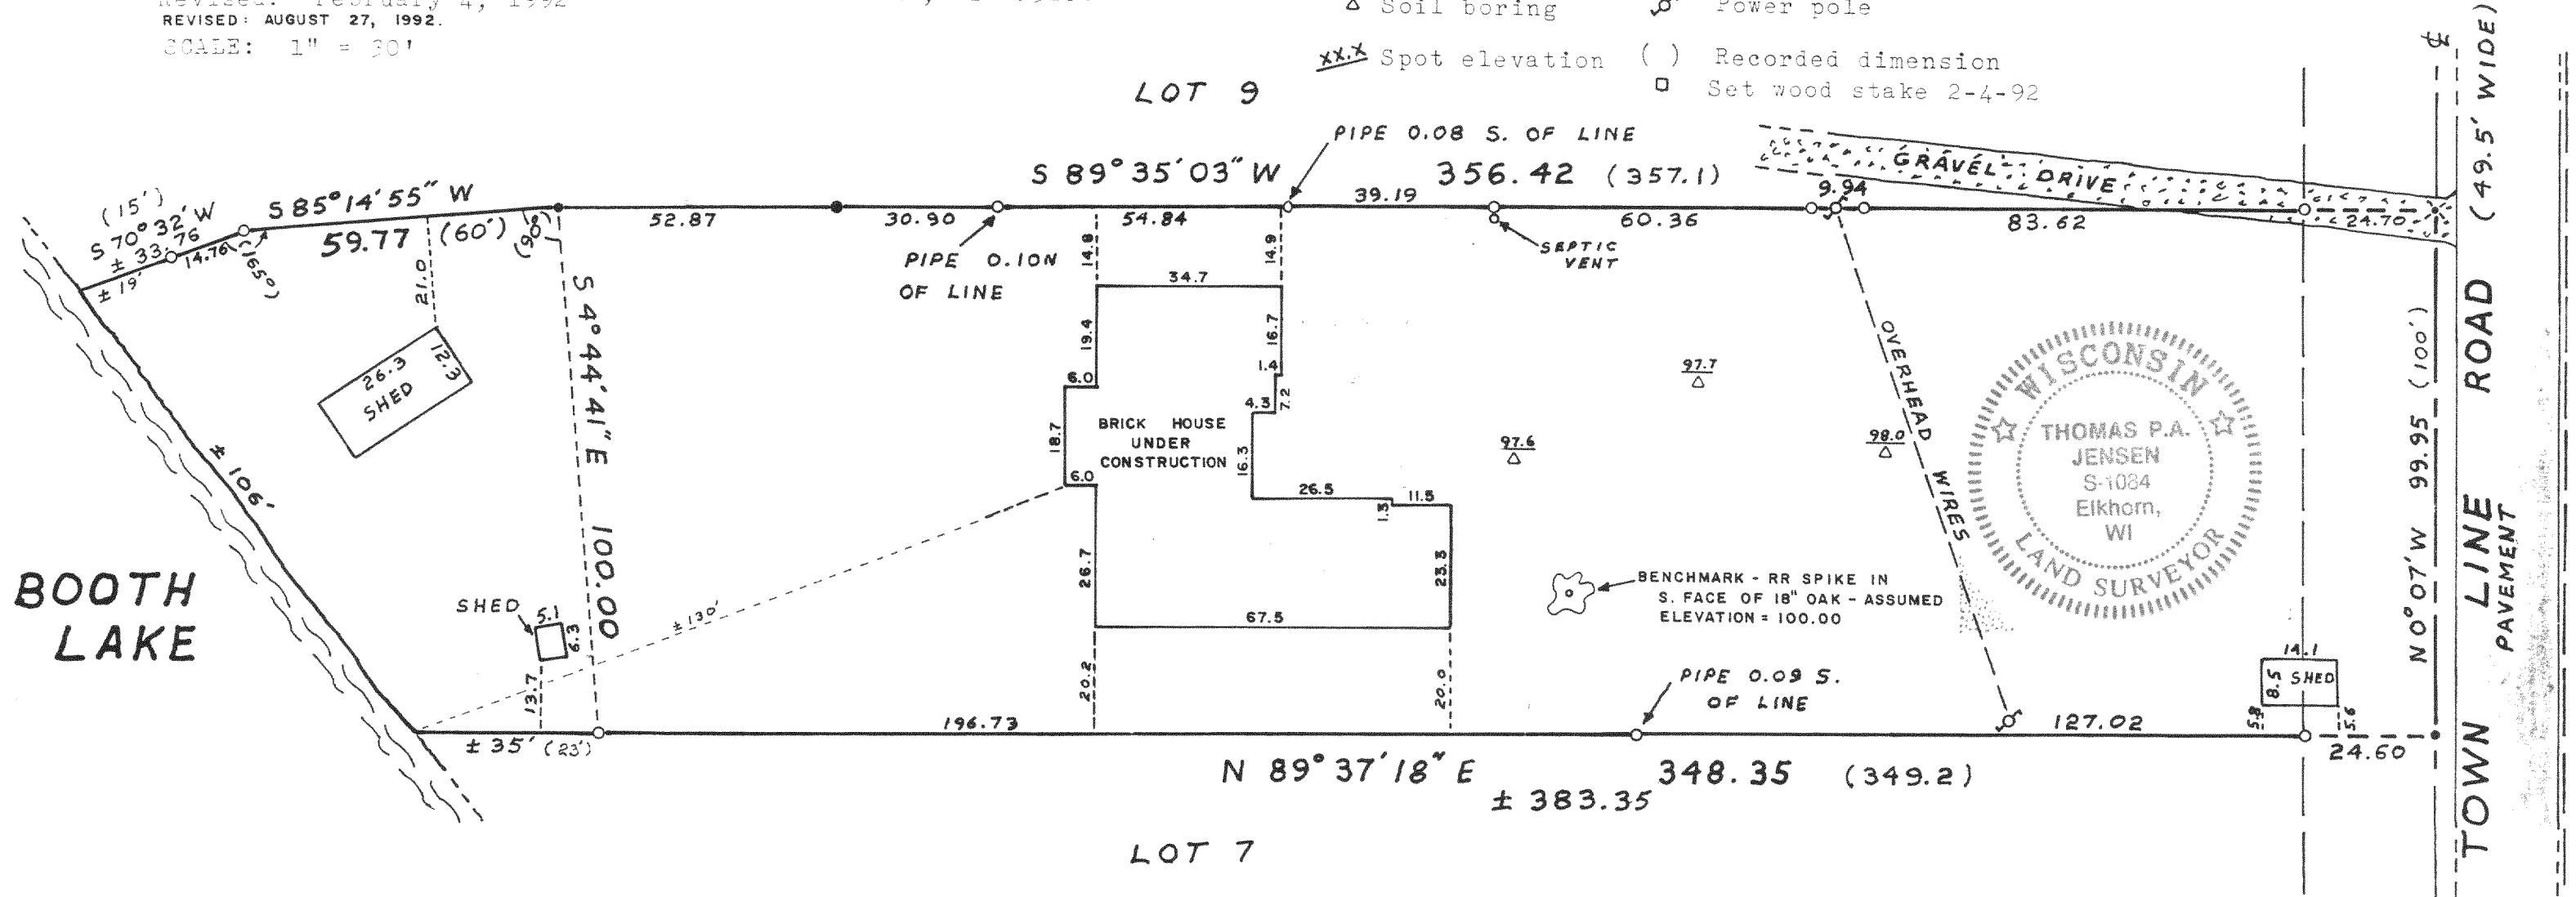 Revised: February 4, 1992
REVISED: AUGUST 27, 1992.
SCALE: 1" = 30'
△ Soil boring
Power pole
XX.X Spot elevation
( ) Recorded dimension
□ Set wood stake 2-4-92
LOT 9
PIPE 0.08 S. OF LINE
S 89° 35' 03" W
356.42 (357.1)
GRAVEL DRIVE
(15')
S 70° 32' W
± 33.76
14.76
± 19'
(165°)
S 85° 14' 55" W
59.77 (60')
(90°)
52.87
30.90
54.84
39.19
60.36
9.94
83.62
24.70
PIPE 0.10N
OF LINE
SEPTIC
VENT
21.0
14.8
14.9
34.7
19.4
16.7
1.4
7.2
4.3
6.0
18.7
6.0
16.3
26.5
11.5
1.3
26.7
23.3
67.5
20.2
20.0
BRICK HOUSE
UNDER
CONSTRUCTION
26.3
12.3
SHED
S 4° 44' 41" E 100.00
± 106'
BOOTH
LAKE
SHED
5.1
6.3
13.7
± 130'
97.7
97.6
98.0
OVERHEAD WIRES
WISCONSIN
THOMAS P.A.
JENSEN
S-1084
Elkhorn,
WI
LAND SURVEYOR
BENCHMARK - RR SPIKE IN
S. FACE OF 18" OAK - ASSUMED
ELEVATION = 100.00
PIPE 0.09 S.
OF LINE
14.1
8.5 SHED
5.6
± 35' (23')
196.73
127.02
24.60
N 89° 37' 18" E
348.35 (349.2)
± 383.35
N 0° 07' W 99.95 (100')
TOWN LINE ROAD (49.5' WIDE)
PAVEMENT
LOT 7